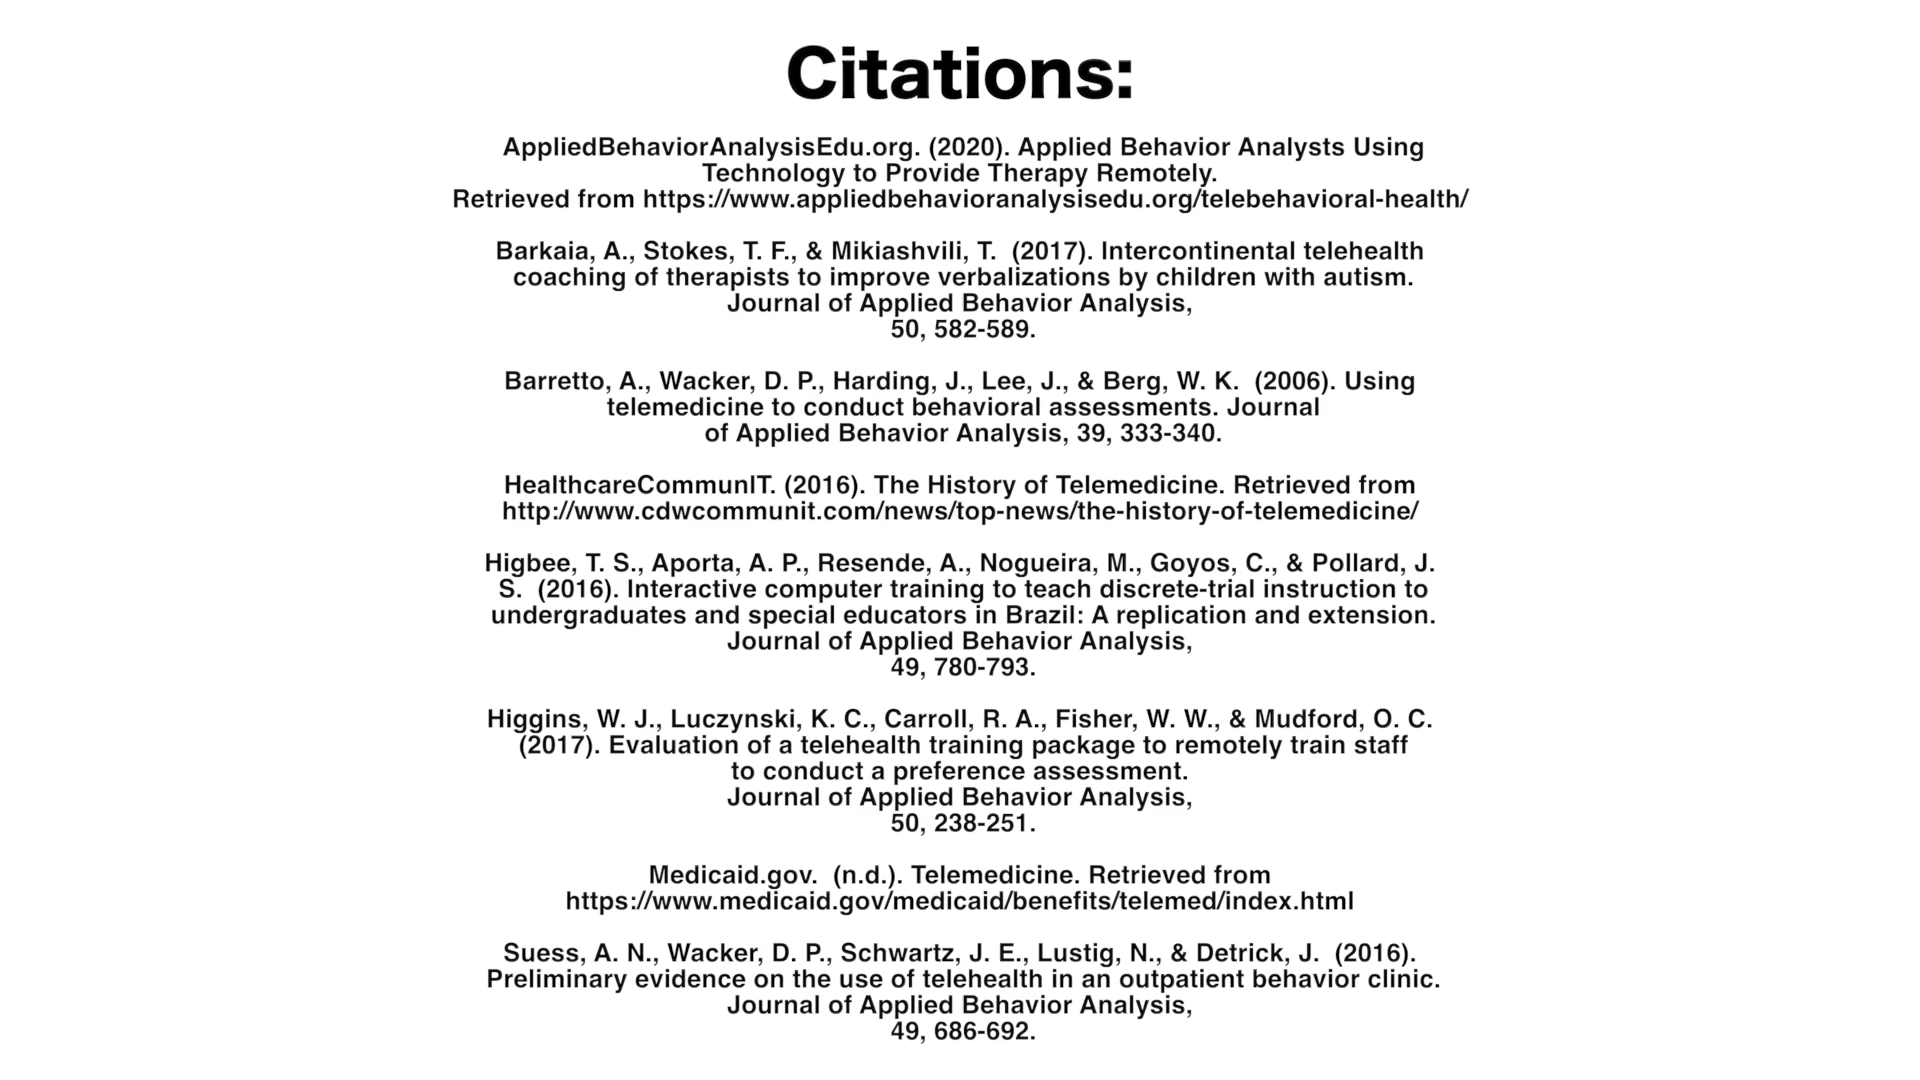 Citations:
AppliedBehaviorAnalysisEdu.org. (2020). Applied Behavior Analysts Using
Technology to Provide Therapy Remotely.
Retrieved from https://www.appliedbehavioranalysisedu.org/telebehavioral-health/
Barkaia, A., Stokes, T. F., & Mikiashvili, T.  (2017). Intercontinental telehealth
coaching of therapists to improve verbalizations by children with autism.
Journal of Applied Behavior Analysis,
50, 582-589.
Barretto, A., Wacker, D. P., Harding, J., Lee, J., & Berg, W. K.  (2006). Using
telemedicine to conduct behavioral assessments. Journal
of Applied Behavior Analysis, 39, 333-340.
HealthcareCommunIT. (2016). The History of Telemedicine. Retrieved from
http://www.cdwcommunit.com/news/top-news/the-history-of-telemedicine/
Higbee, T. S., Aporta, A. P., Resende, A., Nogueira, M., Goyos, C., & Pollard, J.
S.  (2016). Interactive computer training to teach discrete-trial instruction to
undergraduates and special educators in Brazil: A replication and extension.
Journal of Applied Behavior Analysis,
49, 780-793.
Higgins, W. J., Luczynski, K. C., Carroll, R. A., Fisher, W. W., & Mudford, O. C.
(2017). Evaluation of a telehealth training package to remotely train staff
to conduct a preference assessment.
Journal of Applied Behavior Analysis,
50, 238-251.
Medicaid.gov.  (n.d.). Telemedicine. Retrieved from
https://www.medicaid.gov/medicaid/benefits/telemed/index.html
Suess, A. N., Wacker, D. P., Schwartz, J. E., Lustig, N., & Detrick, J.  (2016).
Preliminary evidence on the use of telehealth in an outpatient behavior clinic.
Journal of Applied Behavior Analysis,
49, 686-692.